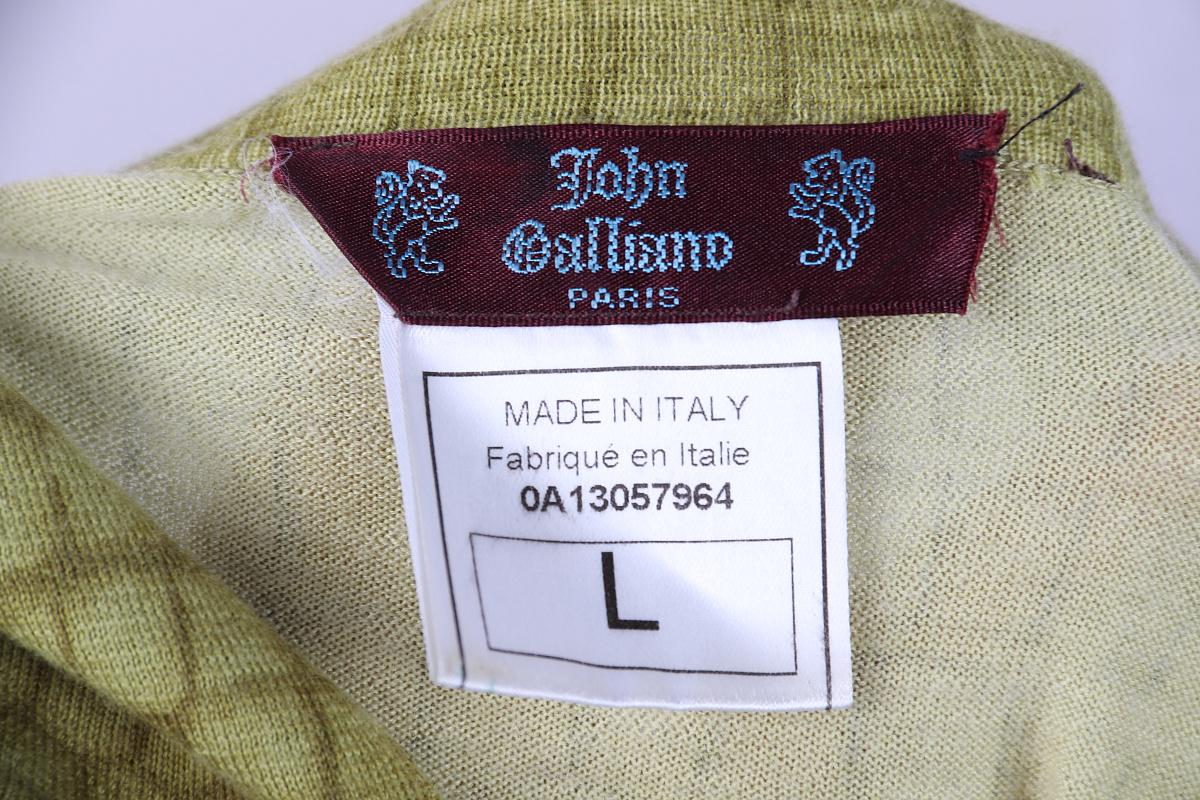 John
Galliano
PARIS
MADE IN ITALY
Fabriqué en Italie
0A13057964
L